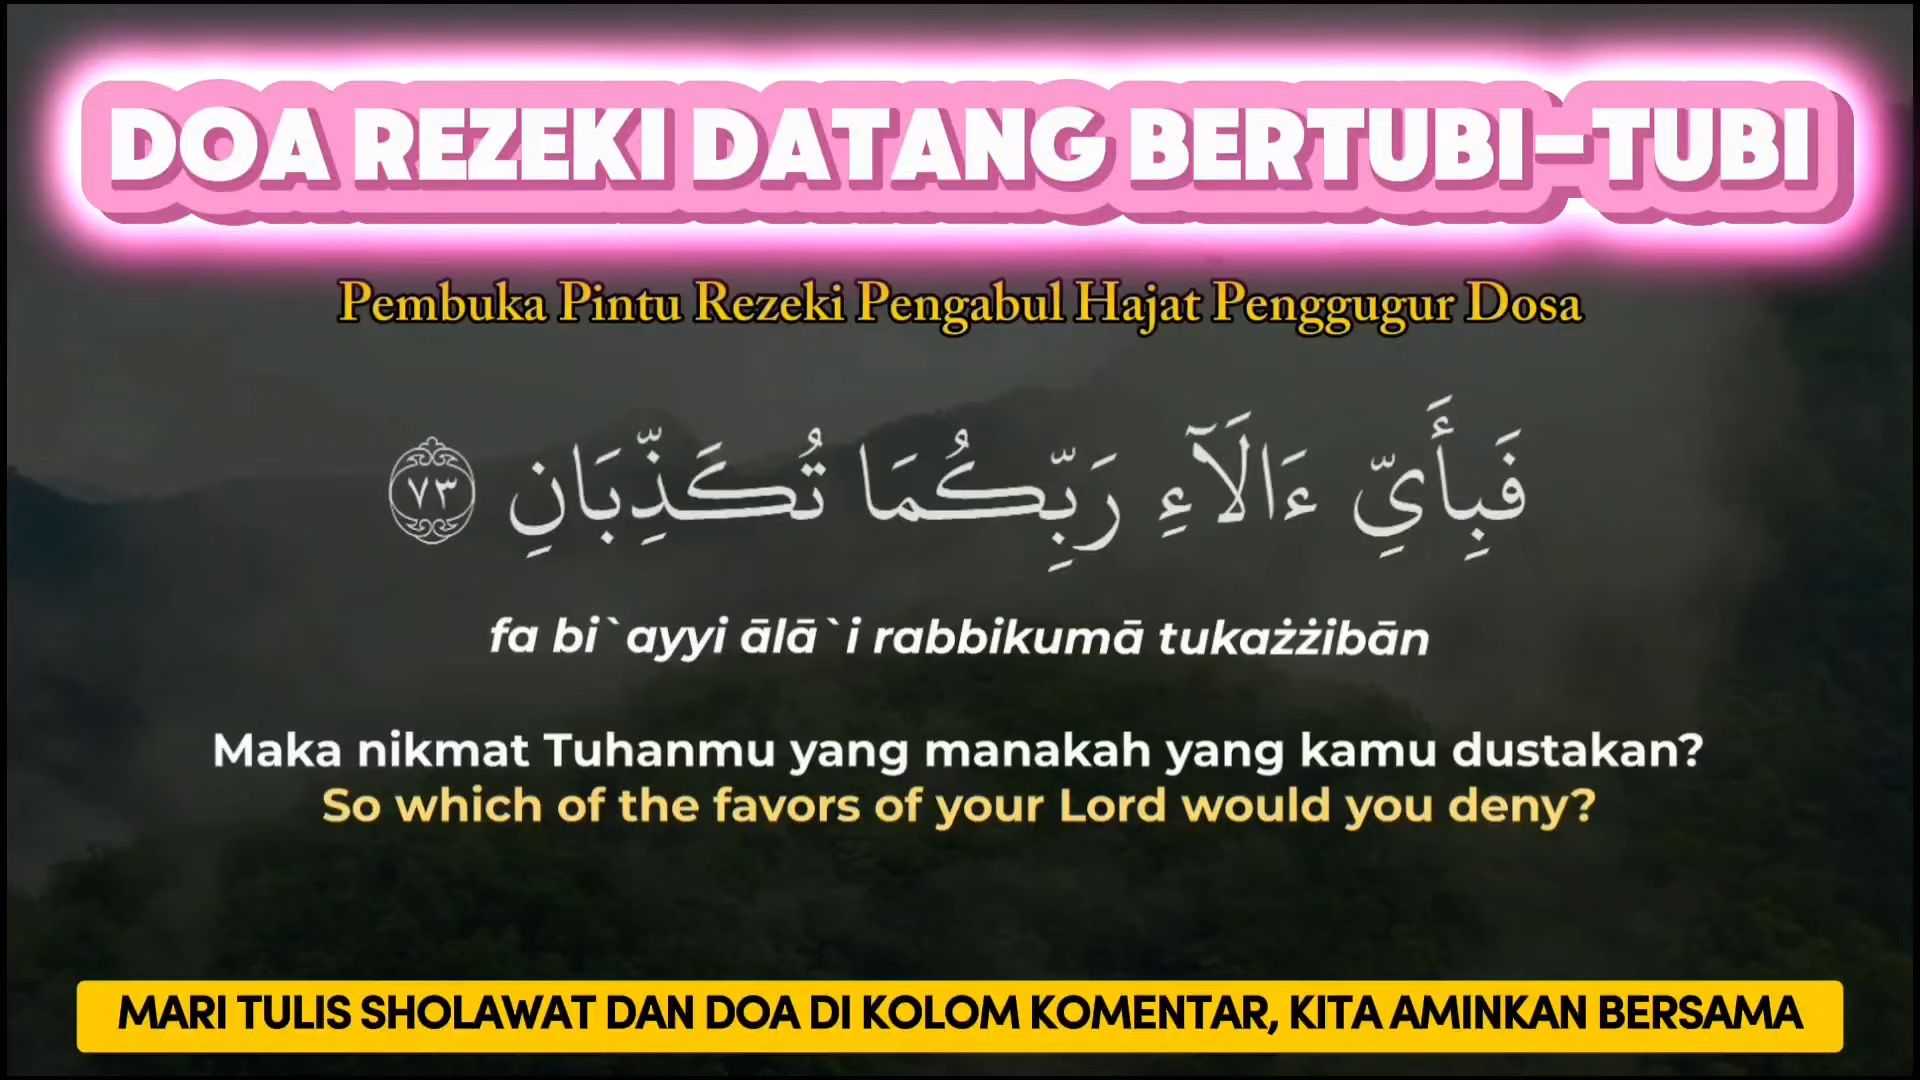 DOA REZEKI DATANG BERTUBI-TUBI
Pembuka Pintu Rezeki Pengabul Hajat Penggugur Dosa
فَبِأَيِّ ءَالَآءِ رَبِّكُمَا تُكَذِّبَانِ ٧٣
fa bi`ayyi ālā`i rabbikumā tukażżibān
Maka nikmat Tuhanmu yang manakah yang kamu dustakan?
So which of the favors of your Lord would you deny?
MARI TULIS SHOLAWAT DAN DOA DI KOLOM KOMENTAR, KITA AMINKAN BERSAMA